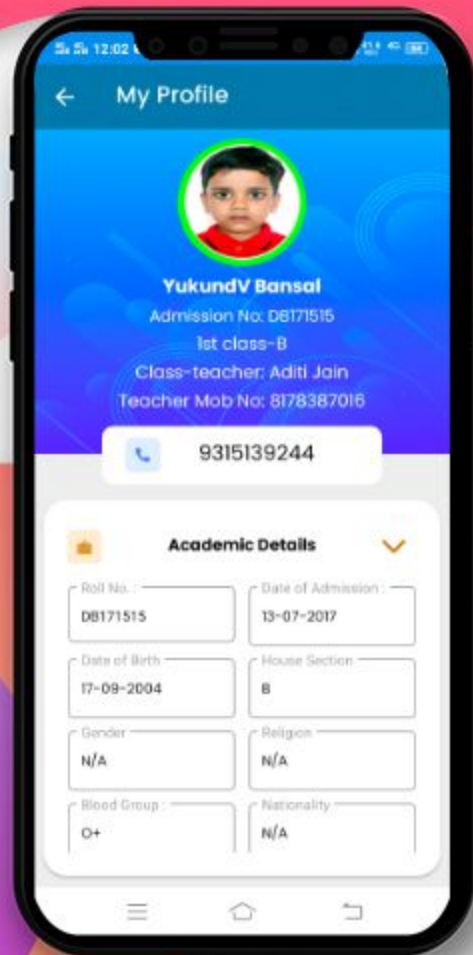 12:02
My Profile
YukundV Bansal
Admission No: DB171515
1st class-B
Class-teacher: Aditi Jain
Teacher Mob No: 8178387016
9315139244
Academic Details
Roll No. :
DB171515
Date of Admission :
13-07-2017
Date of Birth
17-09-2004
House Section
B
Gender
N/A
Religion
N/A
Blood Group :
O+
Nationality
N/A